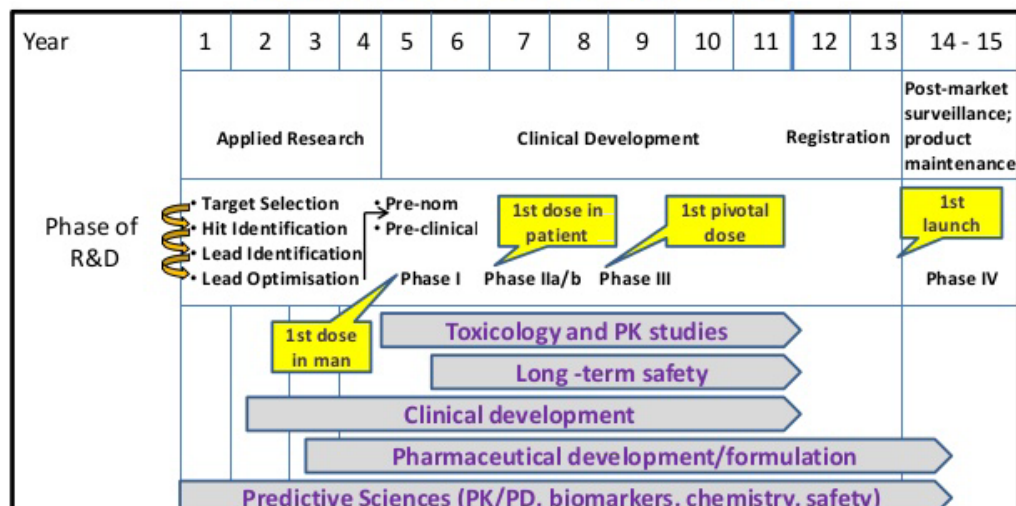 Year 1 2 3 4 5 6 7 8 9 10 11 12 13 14 - 15
Applied Research
Clinical Development
Registration
Post-market
surveillance;
product
maintenance
Phase of
R&D
• Target Selection
• Hit Identification
• Lead Identification
• Lead Optimisation
• Pre-nom
• Pre-clinical
1st dose in
patient
1st pivotal
dose
1st
launch
Phase I
Phase IIa/b
Phase III
Phase IV
1st dose
in man
Toxicology and PK studies
Long -term safety
Clinical development
Pharmaceutical development/formulation
Predictive Sciences (PK/PD, biomarkers, chemistry, safety)